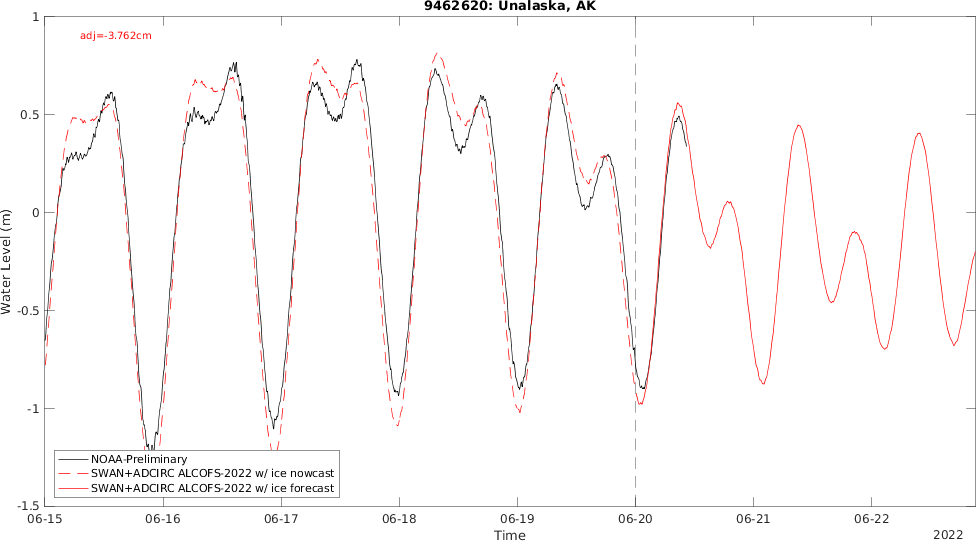 9462620: Unalaska, AK
adj=-3.762cm
1
0.5
0
-0.5
-1
-1.5
Water Level (m)
NOAA-Preliminary
SWAN+ADCIRC ALCOFS-2022 w/ ice nowcast
SWAN+ADCIRC ALCOFS-2022 w/ ice forecast
06-15 06-16 06-17 06-18 06-19 06-20 06-21 06-22
Time
2022